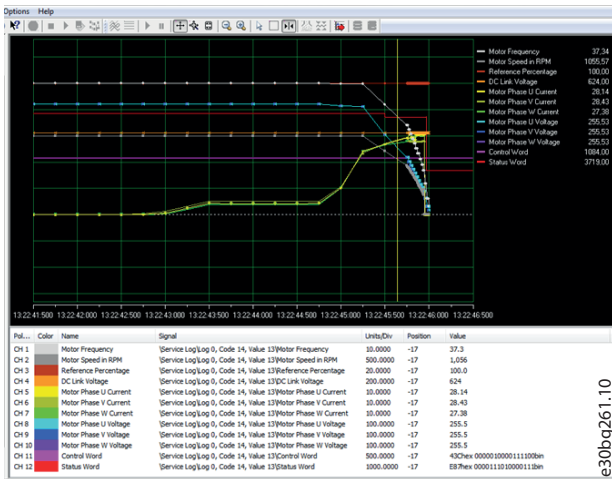 Options Help
Motor Frequency 37,34
Motor Speed in RPM 1055,57
Reference Percentage 100,00
DC Link Voltage 624,00
Motor Phase U Current 28,14
Motor Phase V Current 28,43
Motor Phase W Current 27,38
Motor Phase U Voltage 255,53
Motor Phase V Voltage 255,53
Motor Phase W Voltage 255,53
Control Word 1084,00
Status Word 3719,00
13:22:41:500 13:22:42:000 13:22:42:500 13:22:43:000 13:22:43:500 13:22:44:000 13:22:44:500 13:22:45:000 13:22:45:500 13:22:46:000 13:22:46:500
Pol... Color Name Signal Units/Div Position Value
CH 1 Motor Frequency \Service Log\Log 0, Code 14, Value 13\Motor Frequency 10.0000 -17 37.3
CH 2 Motor Speed in RPM \Service Log\Log 0, Code 14, Value 13\Motor Speed in RPM 500.0000 -17 1,056
CH 3 Reference Percentage \Service Log\Log 0, Code 14, Value 13\Reference Percentage 20.0000 -17 100.0
CH 4 DC Link Voltage \Service Log\Log 0, Code 14, Value 13\DC Link Voltage 200.0000 -17 624
CH 5 Motor Phase U Current \Service Log\Log 0, Code 14, Value 13\Motor Phase U Current 10.0000 -17 28.14
CH 6 Motor Phase V Current \Service Log\Log 0, Code 14, Value 13\Motor Phase V Current 10.0000 -17 28.43
CH 7 Motor Phase W Current \Service Log\Log 0, Code 14, Value 13\Motor Phase W Current 10.0000 -17 27.38
CH 8 Motor Phase U Voltage \Service Log\Log 0, Code 14, Value 13\Motor Phase U Voltage 100.0000 -17 255.5
CH 9 Motor Phase V Voltage \Service Log\Log 0, Code 14, Value 13\Motor Phase V Voltage 100.0000 -17 255.5
CH 10 Motor Phase W Voltage \Service Log\Log 0, Code 14, Value 13\Motor Phase W Voltage 100.0000 -17 255.5
CH 11 Control Word \Service Log\Log 0, Code 14, Value 13\Control Word 500.0000 -17 43Chex 0000010000111100bin
CH 12 Status Word \Service Log\Log 0, Code 14, Value 13\Status Word 1000.0000 -17 E87hex 0000111010000111bin
e30bg261.10